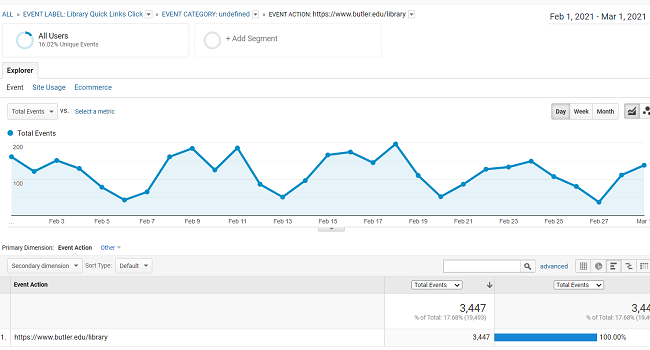 ALL » EVENT LABEL: Library Quick Links Click » EVENT CATEGORY: undefined » EVENT ACTION: https://www.butler.edu/library
Feb 1, 2021 - Mar 1, 2021
All Users
16.02% Unique Events
+ Add Segment
Explorer
Event Site Usage Ecommerce
Total Events vs. Select a metric
Day Week Month
Total Events
200
100
... Feb 3 Feb 5 Feb 7 Feb 9 Feb 11 Feb 13 Feb 15 Feb 17 Feb 19 Feb 21 Feb 23 Feb 25 Feb 27 Mar 1
Primary Dimension: Event Action Other
Secondary dimension Sort Type: Default
advanced
Event Action Total Events Total Events
3,447 3,44
% of Total: 17.68% (19,493) % of Total: 17.68% (19,4
1. https://www.butler.edu/library 3,447 100.00%